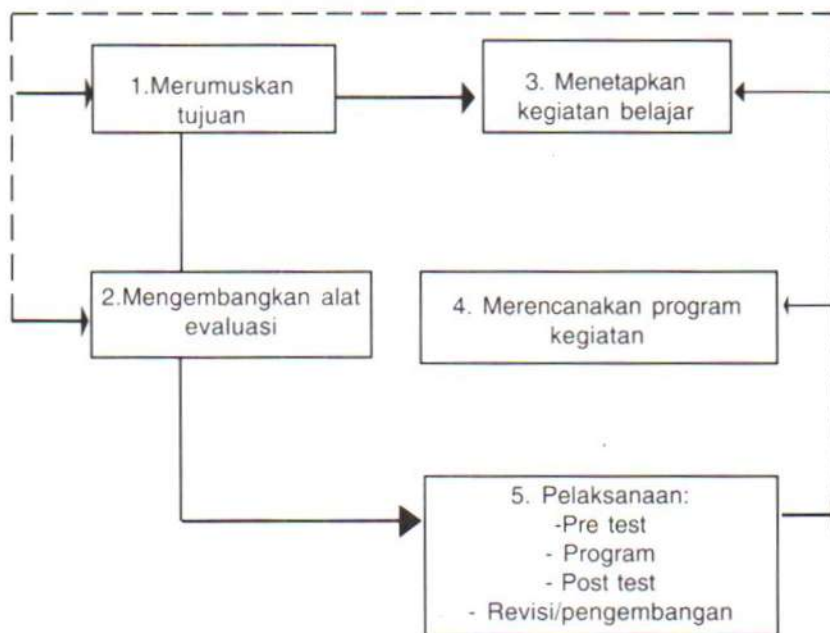 1.Merumuskan
tujuan
2.Mengembangkan alat
evaluasi
3. Menetapkan
kegiatan belajar
4. Merencanakan program
kegiatan
5. Pelaksanaan:
-Pre test
- Program
- Post test
- Revisi/pengembangan